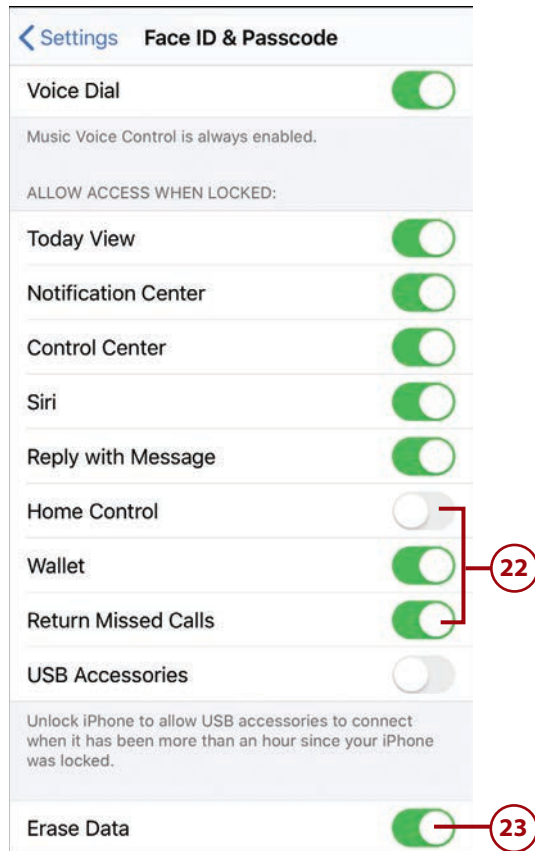 Settings Face ID & Passcode
Voice Dial
Music Voice Control is always enabled.
ALLOW ACCESS WHEN LOCKED:
Today View
Notification Center
Control Center
Siri
Reply with Message
Home Control
Wallet
22
Return Missed Calls
USB Accessories
Unlock iPhone to allow USB accessories to connect
when it has been more than an hour since your iPhone
was locked.
Erase Data
23